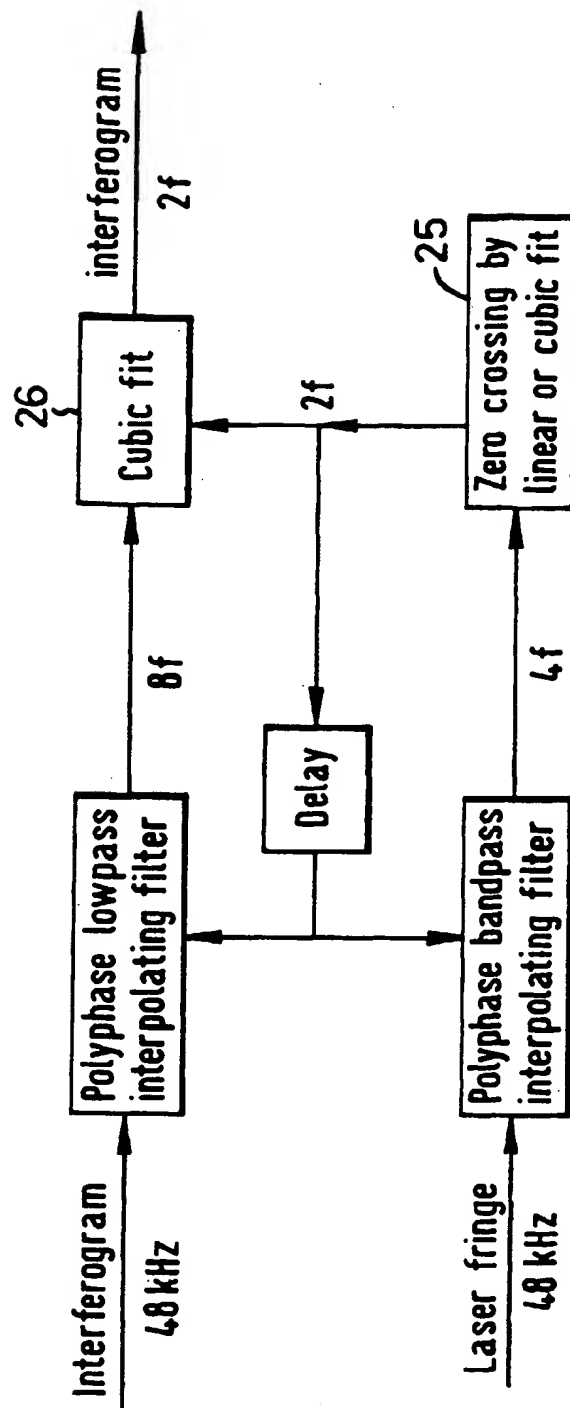 Interferogram
48 kHz
Polyphase lowpass
interpolating filter
8f
26
Cubic fit
interferogram
2f
Delay
2f
Laser fringe
48 kHz
Polyphase bandpass
interpolating filter
4f
25
Zero crossing by
linear or cubic fit